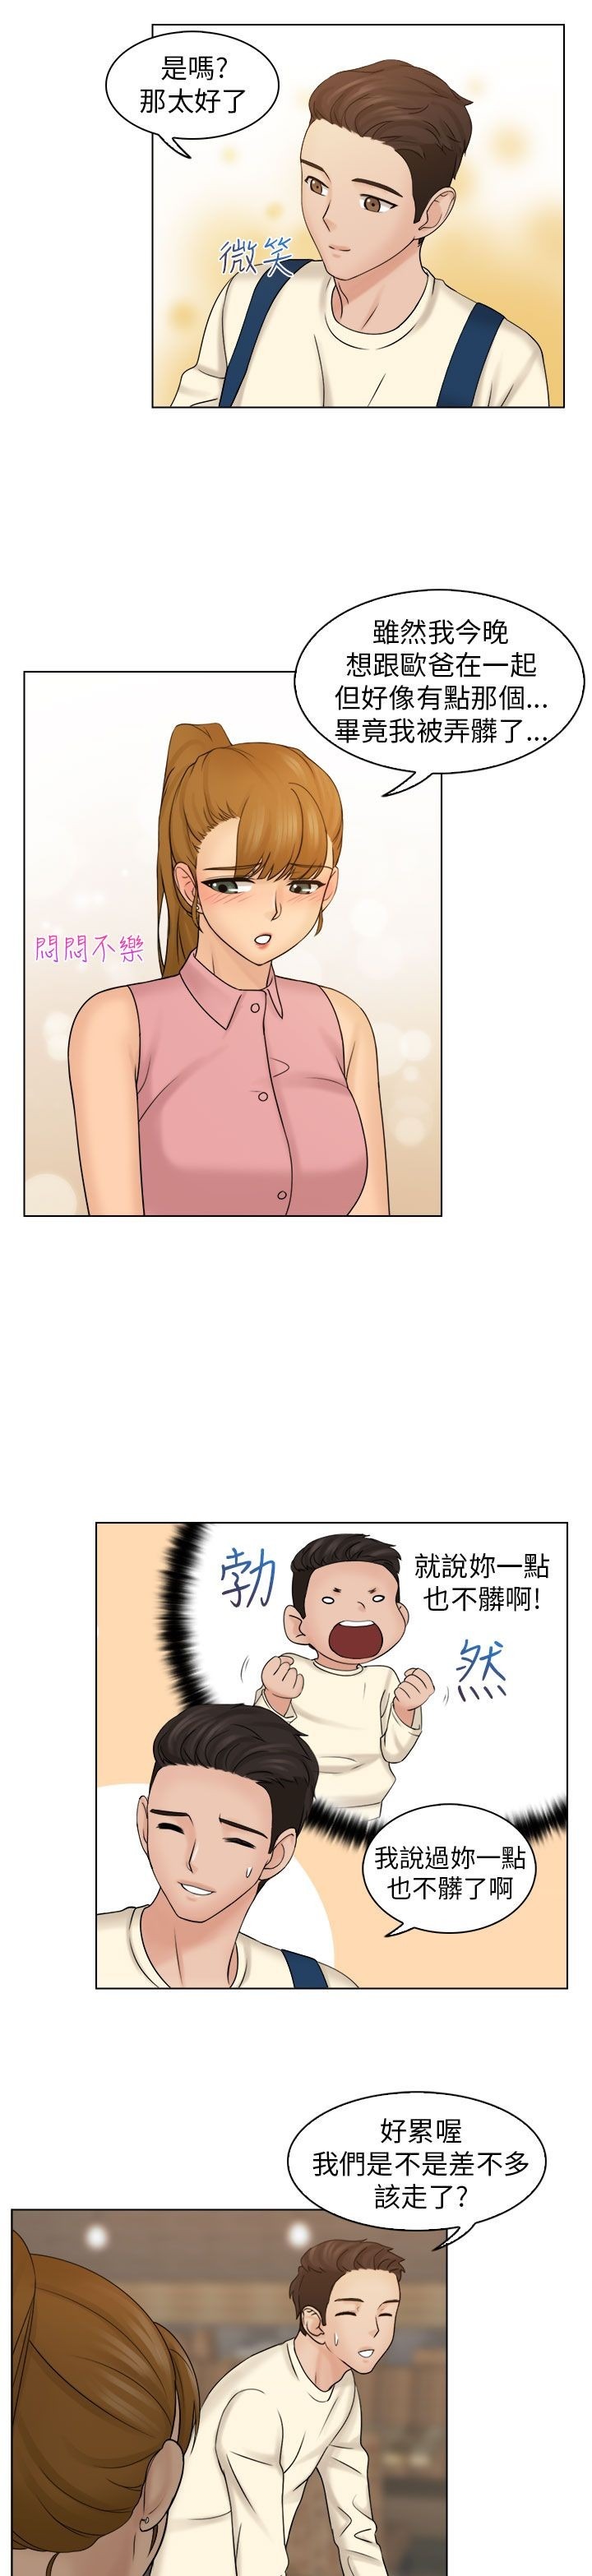 是嗎?
那太好了
微笑
雖然我今晚
想跟歐爸在一起
但好像有點那個...
畢竟我被弄髒了...
悶悶不樂
勃
就說妳一點
也不髒啊!
然
我說過妳一點
也不髒了啊
好累喔
我們是不是差不多
該走了?